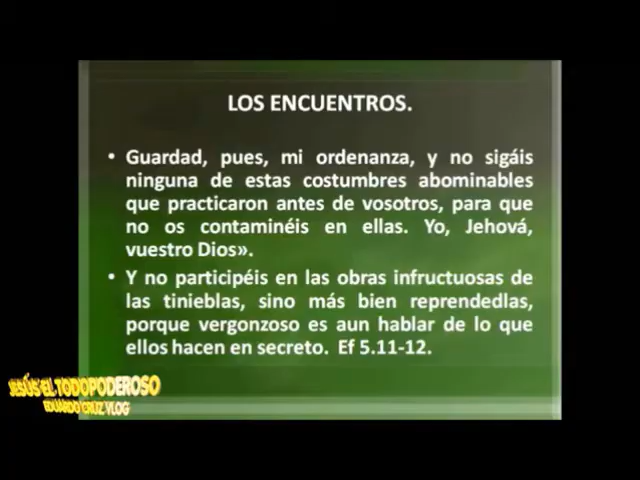 LOS ENCUENTROS.
• Guardad, pues, mi ordenanza, y no sigáis
ninguna de estas costumbres abominables
que practicaron antes de vosotros, para que
no os contaminéis en ellas. Yo, Jehová,
vuestro Dios».
• Y no participéis en las obras infructuosas de
las tinieblas, sino más bien reprendedlas,
porque vergonzoso es aun hablar de lo que
ellos hacen en secreto. Ef 5.11-12.
JESÚS EL TODOPODEROSO
EDUARDO CRUZ VLOG